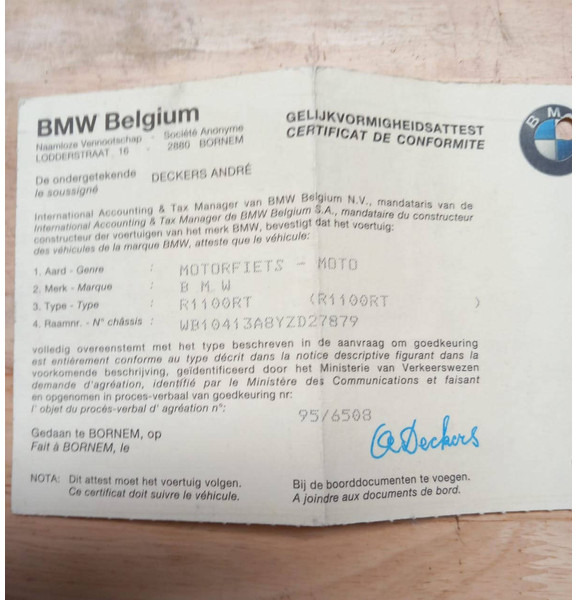 BMW Belgium
Naamloze Vennootschap - Société Anonyme
LODDERSTRAAT, 16 - 2880 BORNEM
GELIJKVORMIGHEIDSATTEST
CERTIFICAT DE CONFORMITE
B M
De ondergetekende DECKERS ANDRÉ
le soussigné
International Accounting & Tax Manager van BMW Belgium N.V., mandataris van de
International Accounting & Tax Manager de BMW Belgium S.A., mandataire du constructeur
constructeur der voertuigen van het merk BMW, bevestigt dat het voertuig:
des véhicules de la marque BMW, atteste que le véhicule:
1. Aard - Genre : MOTORFIETS - MOTO
2. Merk - Marque : B M W
3. Type - Type : R1100RT (R1100RT )
4. Raamnr. - N° châssis : WB10413A8YZD27879
volledig overeenstemt met het type beschreven in de aanvraag om goedkeuring
est entièrement conforme au type décrit dans la notice descriptive figurant dans la
voorkomende beschrijving, geïdentificeerd door het Ministerie van Verkeerswezen
demande d'agréation, identifié par le Ministère des Communications et faisant
en opgenomen in proces-verbaal van goedkeuring nr:
l' objet du procès-verbal d' agréation n°: 95/6508
Gedaan te BORNEM, op
Fait à BORNEM, le
Deckers
NOTA: Dit attest moet het voertuig volgen. Bij de boorddocumenten te voegen.
Ce certificat doit suivre le véhicule. A joindre aux documents de bord.